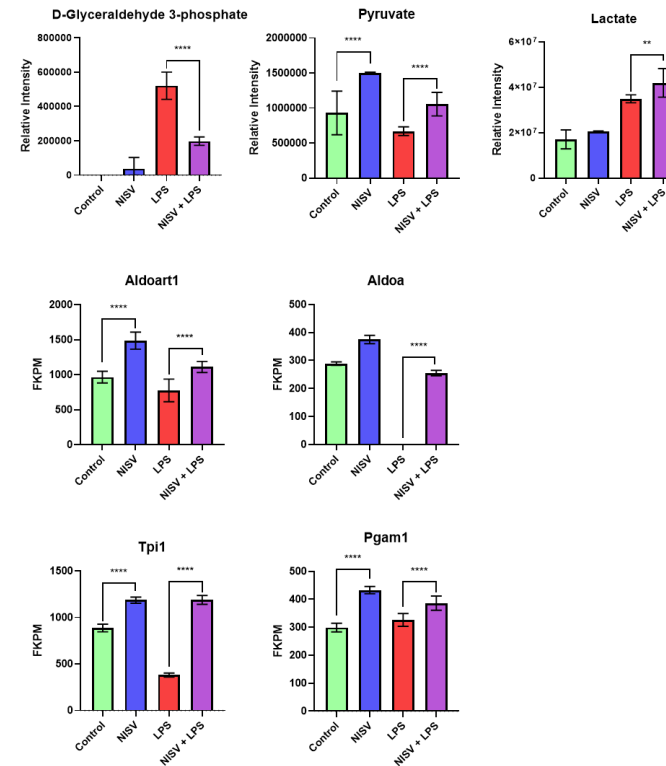 D-Glyceraldehyde 3-phosphate
Relative Intensity
800000
600000
400000
200000
0
****
Control
NISV
LPS
NISV + LPS
Pyruvate
Relative Intensity
2000000
1500000
1000000
500000
0
****
****
Control
NISV
LPS
NISV + LPS
Lactate
Relative Intensity
6×10⁷
4×10⁷
2×10⁷
0
**
Control
NISV
LPS
NISV + LPS
Aldoart1
FKPM
2000
1500
1000
500
0
****
****
Control
NISV
LPS
NISV + LPS
Aldoa
FKPM
500
400
300
200
100
0
****
Control
NISV
LPS
NISV + LPS
Tpi1
FKPM
1500
1000
500
0
****
****
Control
NISV
LPS
NISV + LPS
Pgam1
FKPM
500
400
300
200
100
0
****
****
Control
NISV
LPS
NISV + LPS